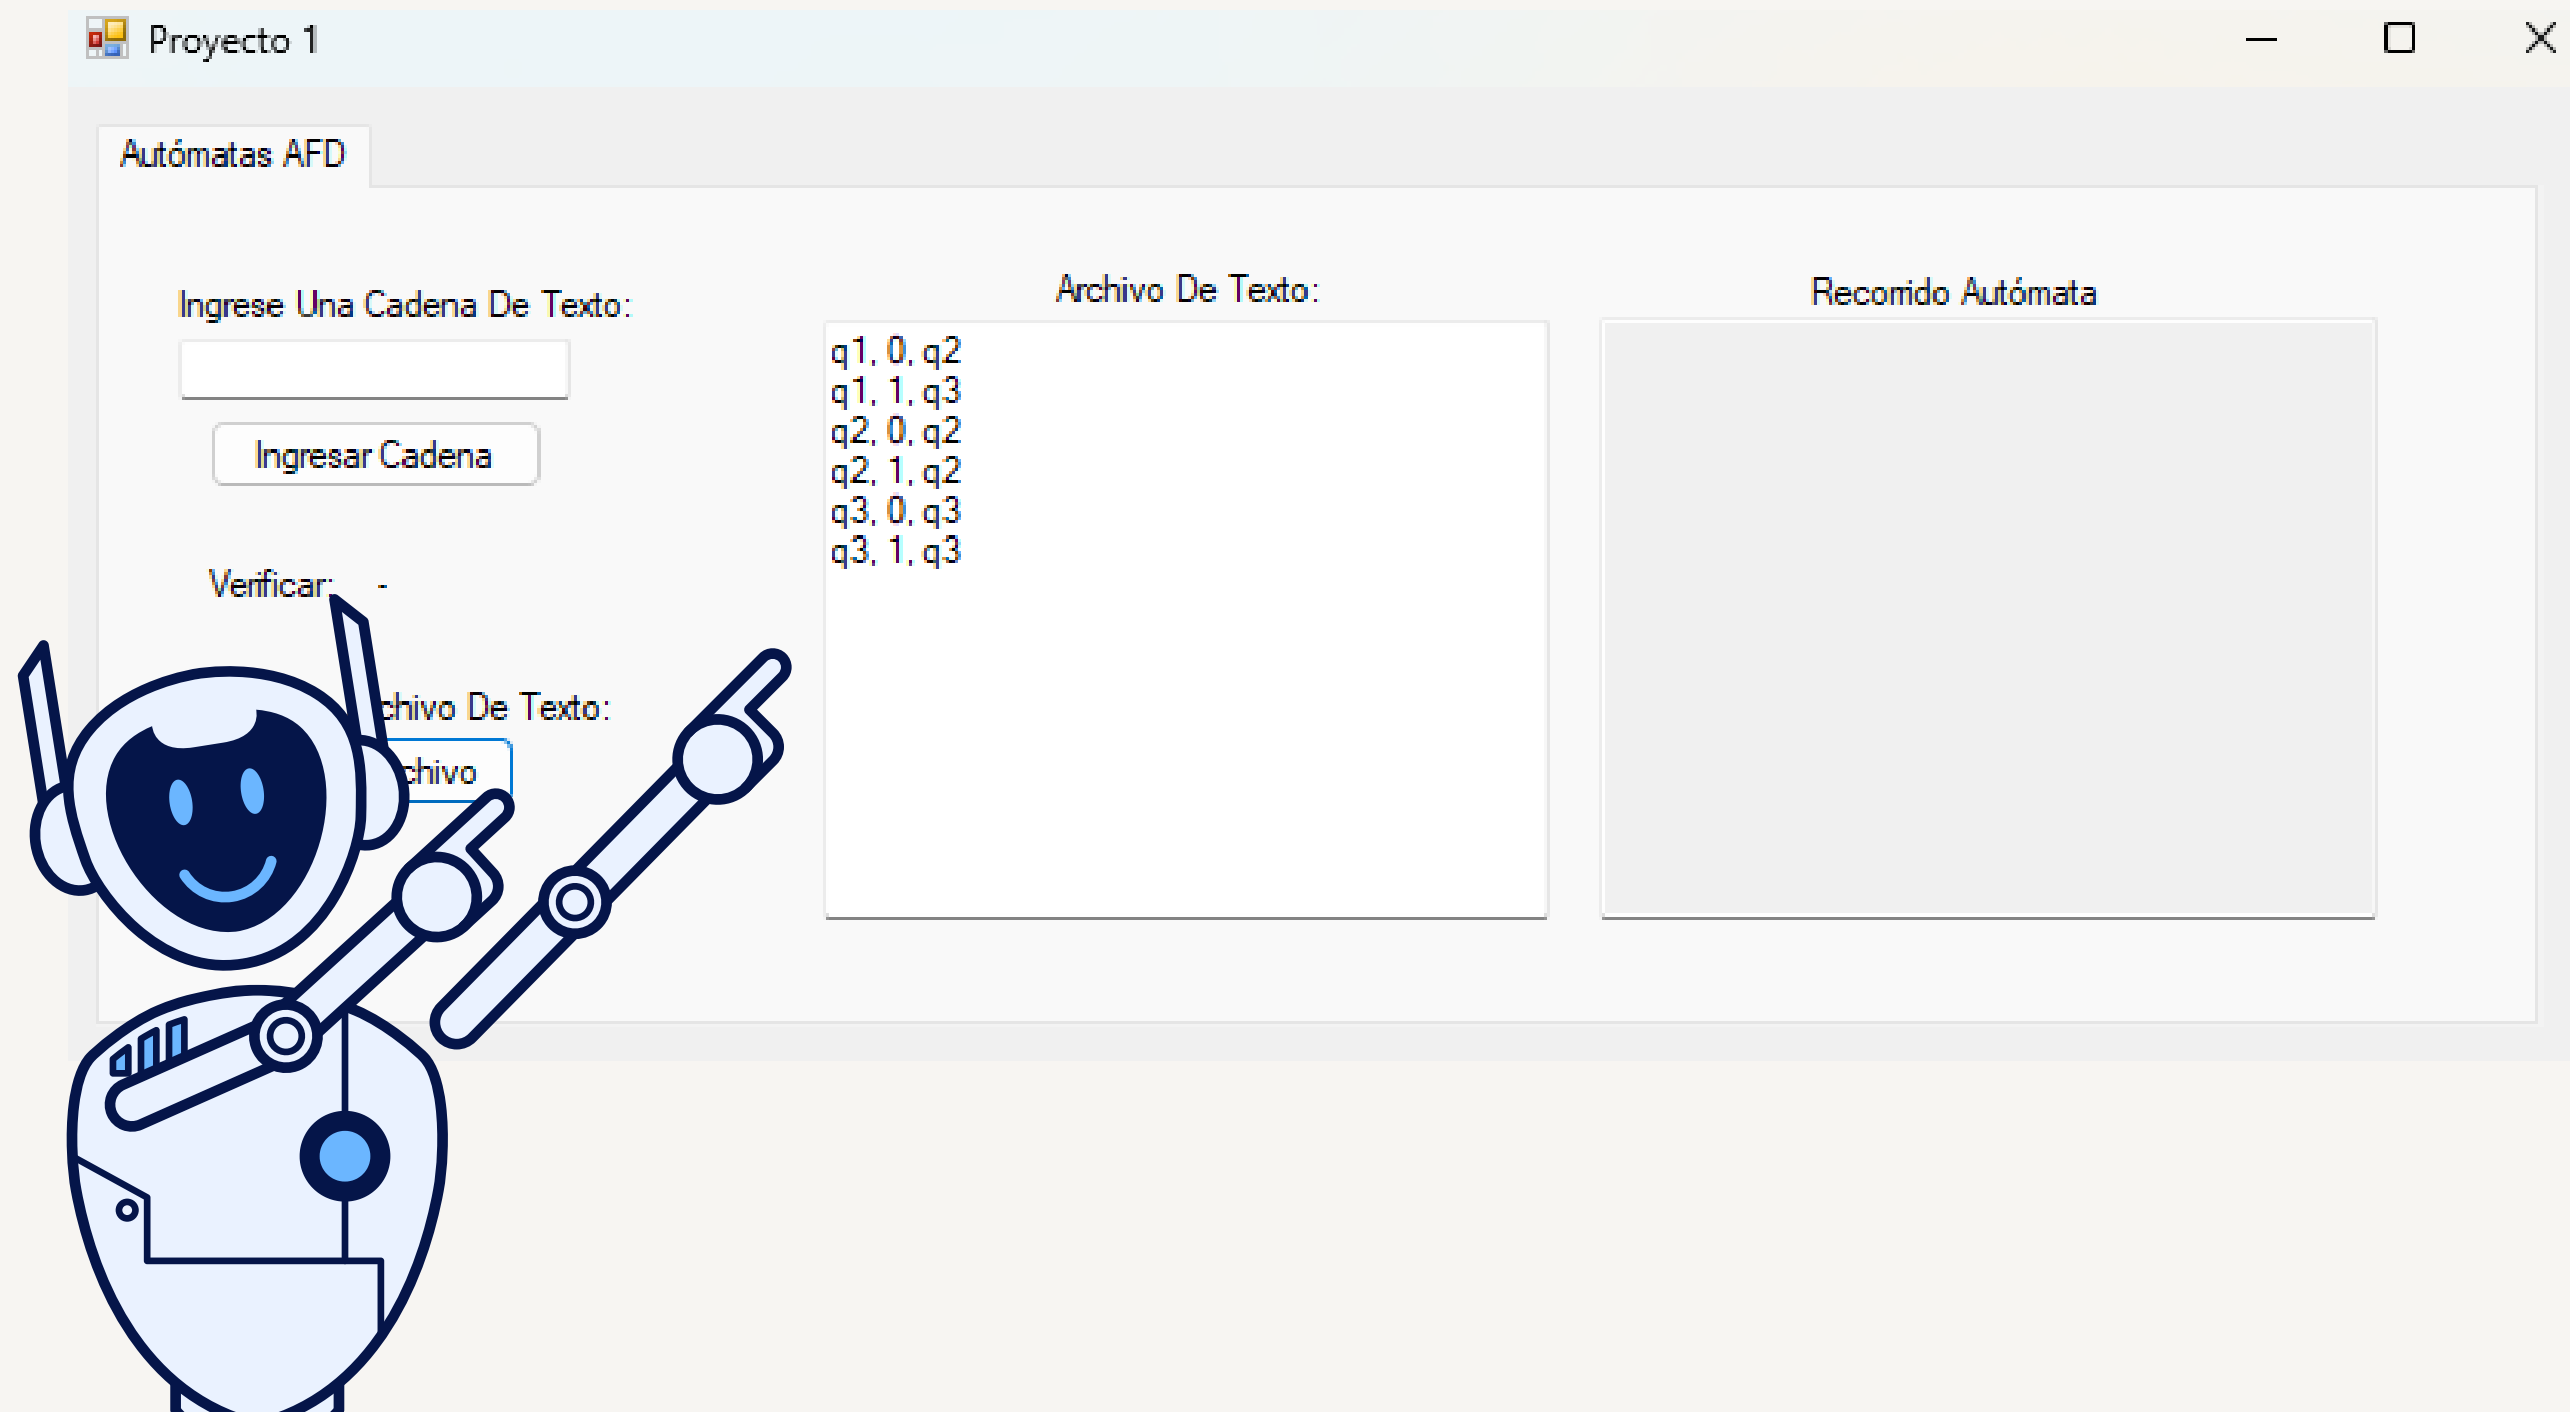 Proyecto 1
Autómatas AFD
Ingrese Una Cadena De Texto:
Ingresar Cadena
Verificar: -
chivo De Texto:
chivo
Archivo De Texto:
q1, 0, q2
q1, 1, q3
q2, 0, q2
q2, 1, q2
q3, 0, q3
q3, 1, q3
Recorrido Autómata